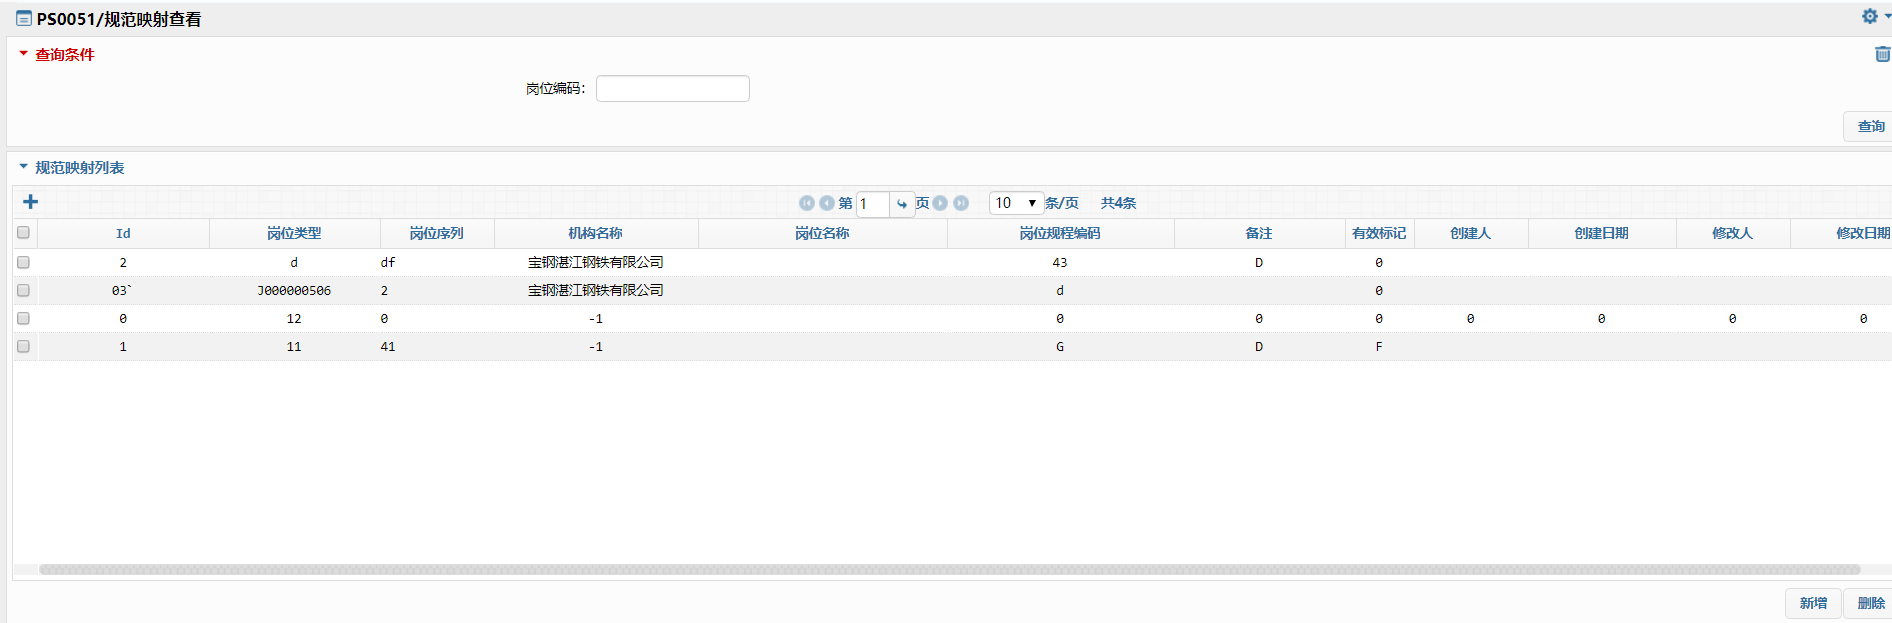 PS0051/规范映射查看
查询条件
岗位编码:
查询
规范映射列表
第 1 页 10 条/页 共4条
Id 岗位类型 岗位序列 机构名称 岗位名称 岗位规程编码 备注 有效标记 创建人 创建日期 修改人 修改日期
2 d df 宝钢湛江钢铁有限公司 43 D 0
03` J000000506 2 宝钢湛江钢铁有限公司 d 0
0 12 0 -1 0 0 0 0 0 0 0
1 11 41 -1 G D F
新增 删除